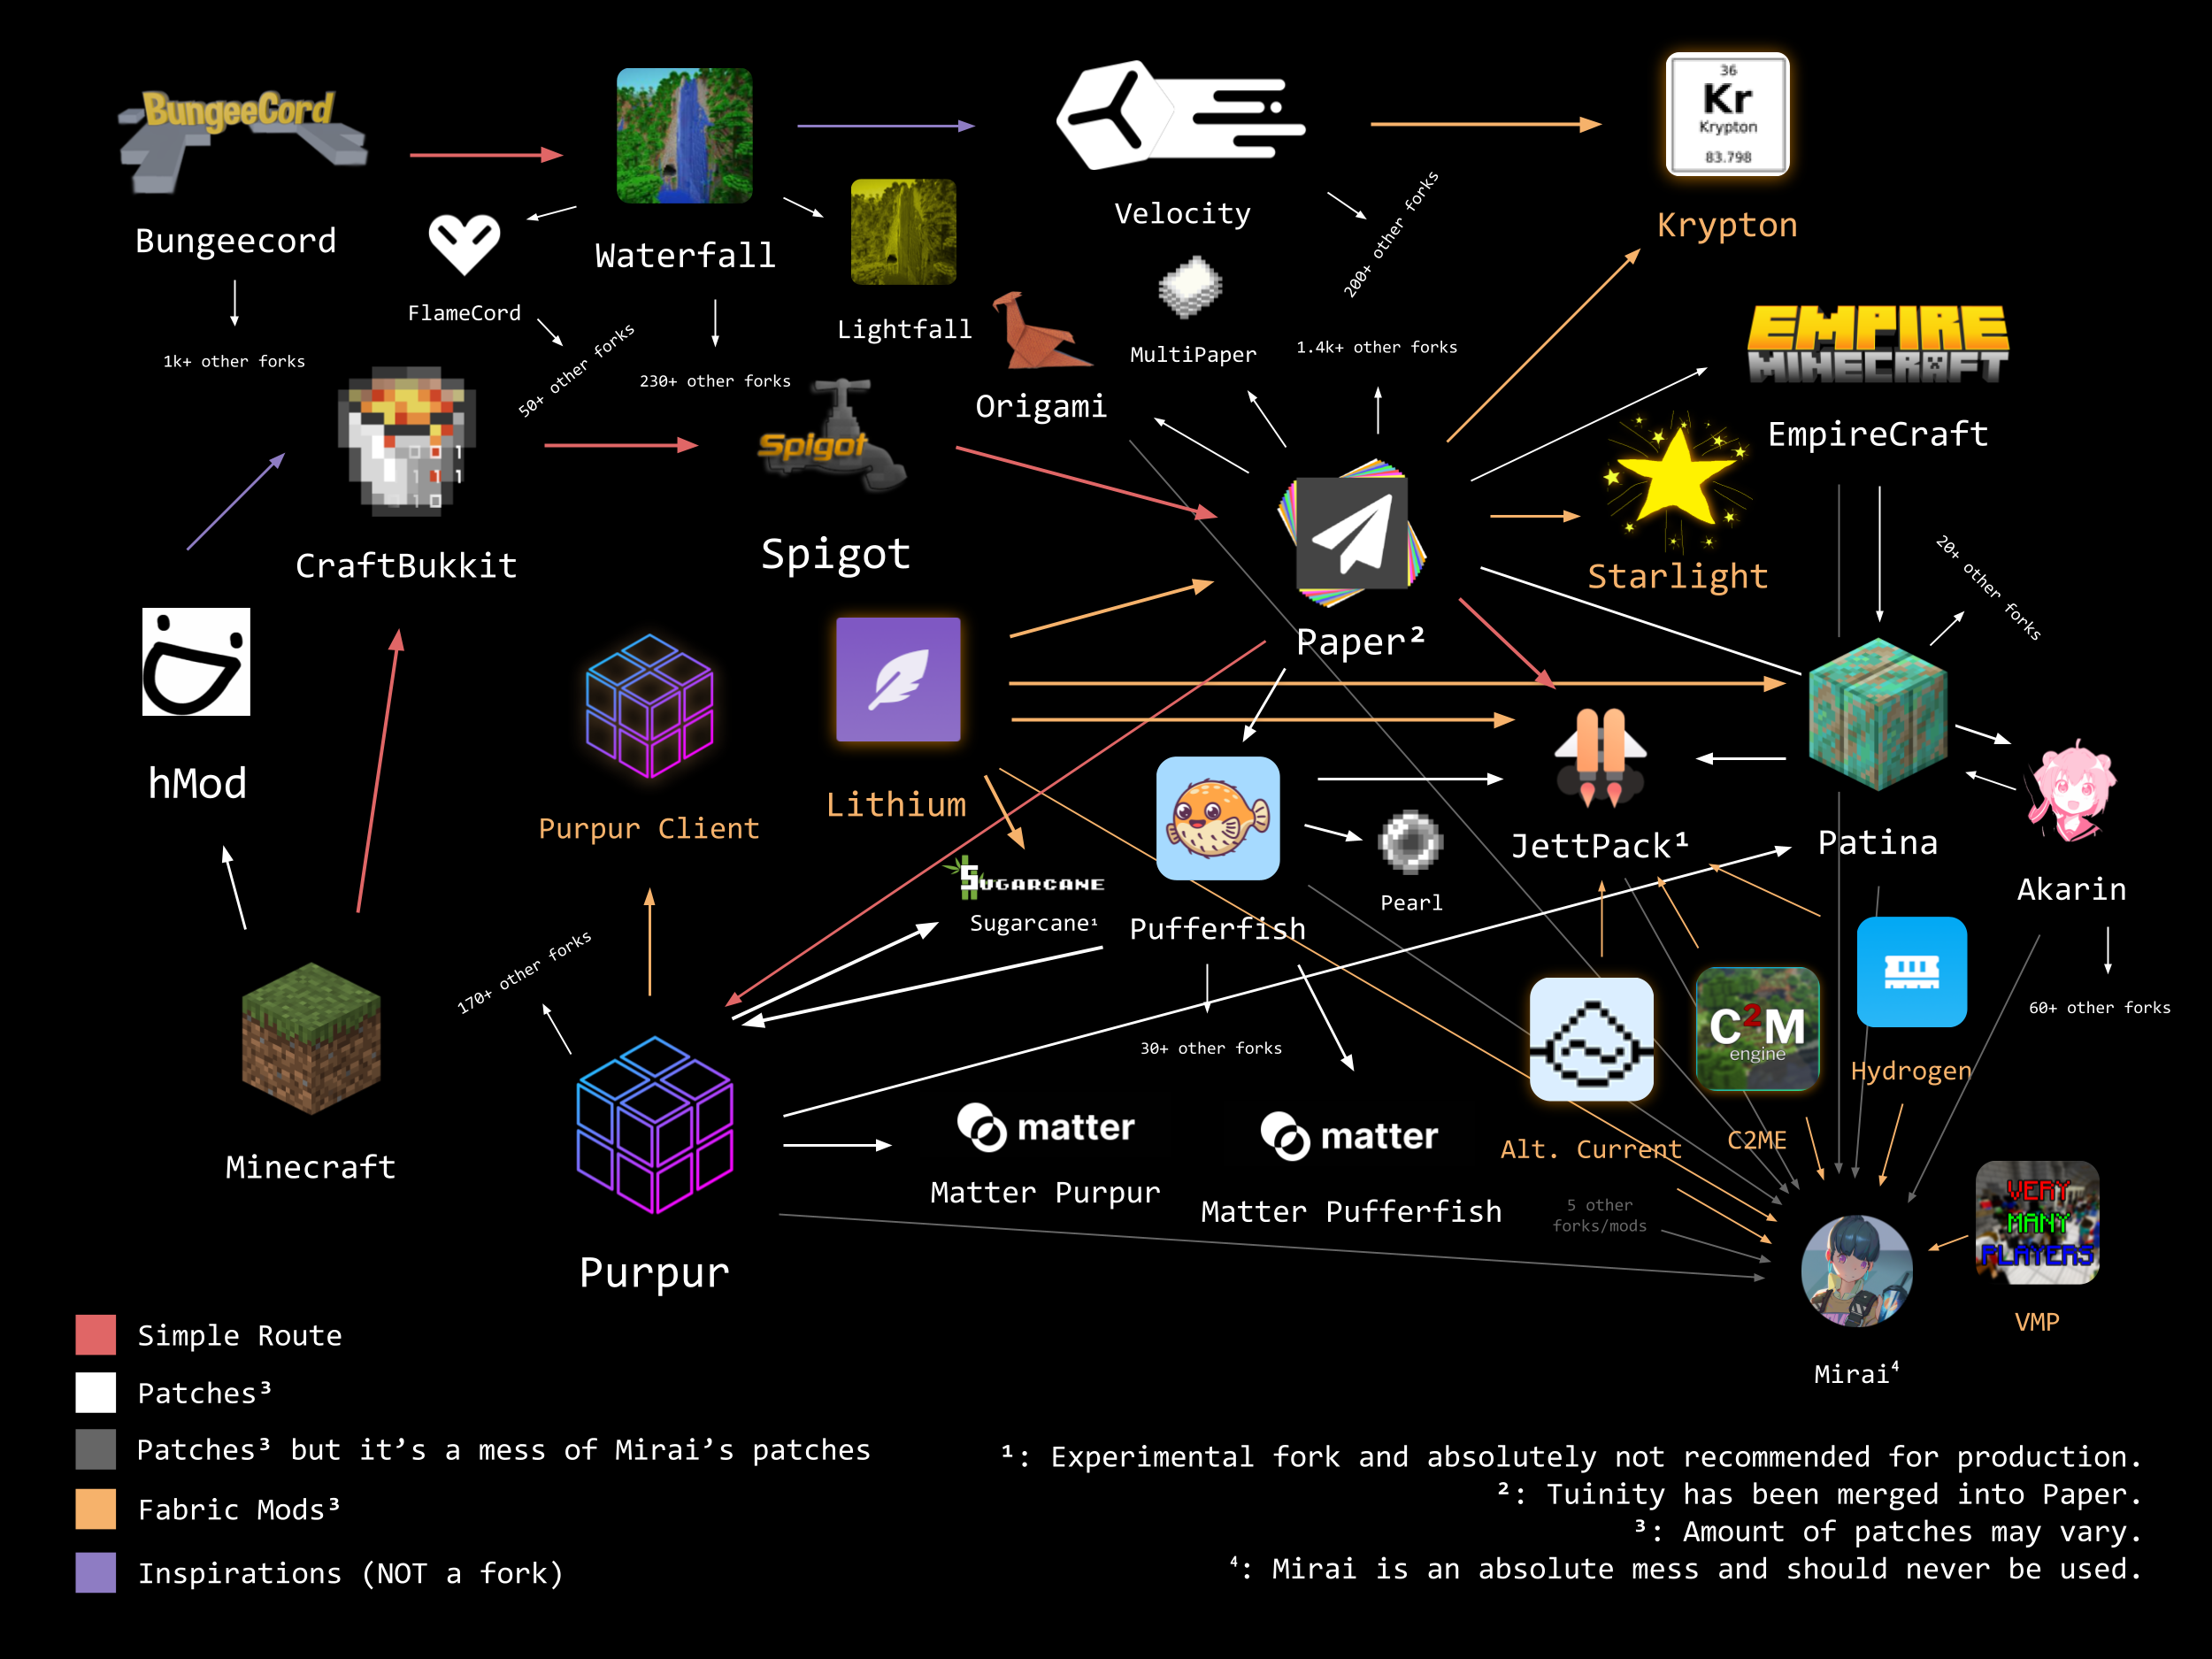 BungeeCord
Bungeecord
1k+ other forks
FlameCord
50+ other forks
Waterfall
230+ other forks
Lightfall
Velocity
200+ other forks
36
Kr
Krypton
83.798
Krypton
Origami
MultiPaper
1.4k+ other forks
EMPIRE
MINECRAFT
EmpireCraft
CraftBukkit
Spigot
Spigot
Paper²
Starlight
20+ other forks
hMod
Purpur Client
Lithium
SUGARCANE
Sugarcane¹
Pufferfish
Pearl
JettPack¹
Patina
Akarin
60+ other forks
170+ other forks
30+ other forks
Minecraft
Purpur
matter
Matter Purpur
matter
Matter Pufferfish
Alt. Current
C2M
engine
C2ME
Hydrogen
5 other
forks/mods
VERY
MANY
PLAYERS
VMP
Mirai⁴
Simple Route
Patches³
Patches³ but it’s a mess of Mirai’s patches
Fabric Mods³
Inspirations (NOT a fork)
¹: Experimental fork and absolutely not recommended for production.
²: Tuinity has been merged into Paper.
³: Amount of patches may vary.
⁴: Mirai is an absolute mess and should never be used.